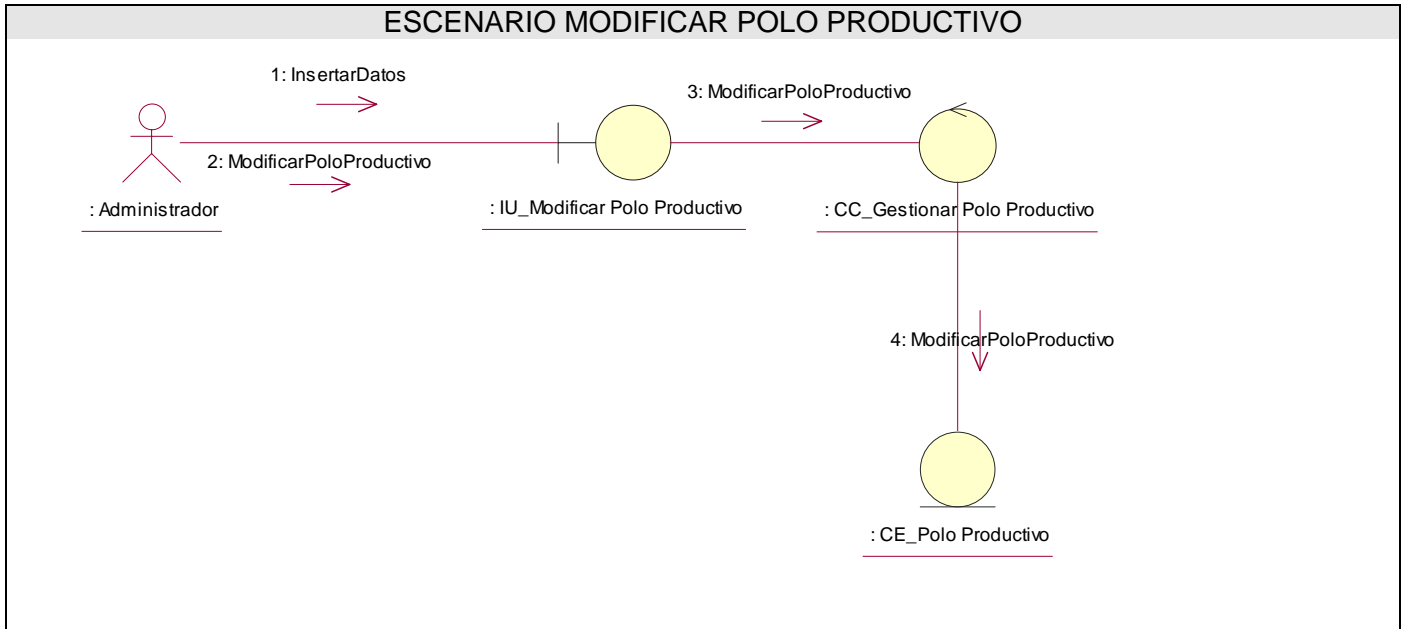 ESCENARIO MODIFICAR POLO PRODUCTIVO
1: InsertarDatos
3: ModificarPoloProductivo
2: ModificarPoloProductivo
: Administrador
: IU_Modificar Polo Productivo
: CC_Gestionar Polo Productivo
4: ModificarPoloProductivo
: CE_Polo Productivo